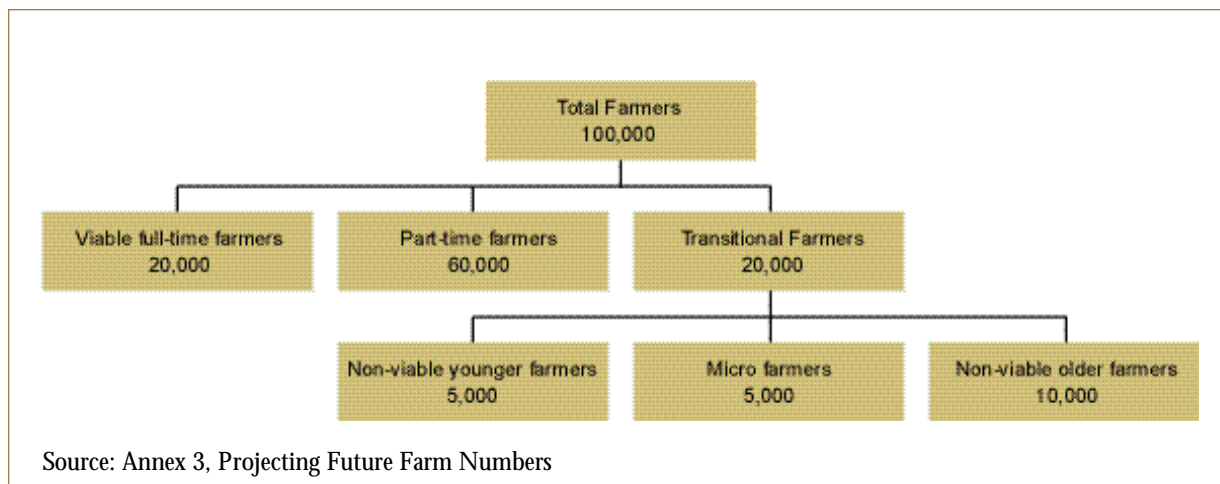 Total Farmers
100,000
Viable full-time farmers
20,000
Part-time farmers
60,000
Transitional Farmers
20,000
Non-viable younger farmers
5,000
Micro farmers
5,000
Non-viable older farmers
10,000
Source: Annex 3, Projecting Future Farm Numbers